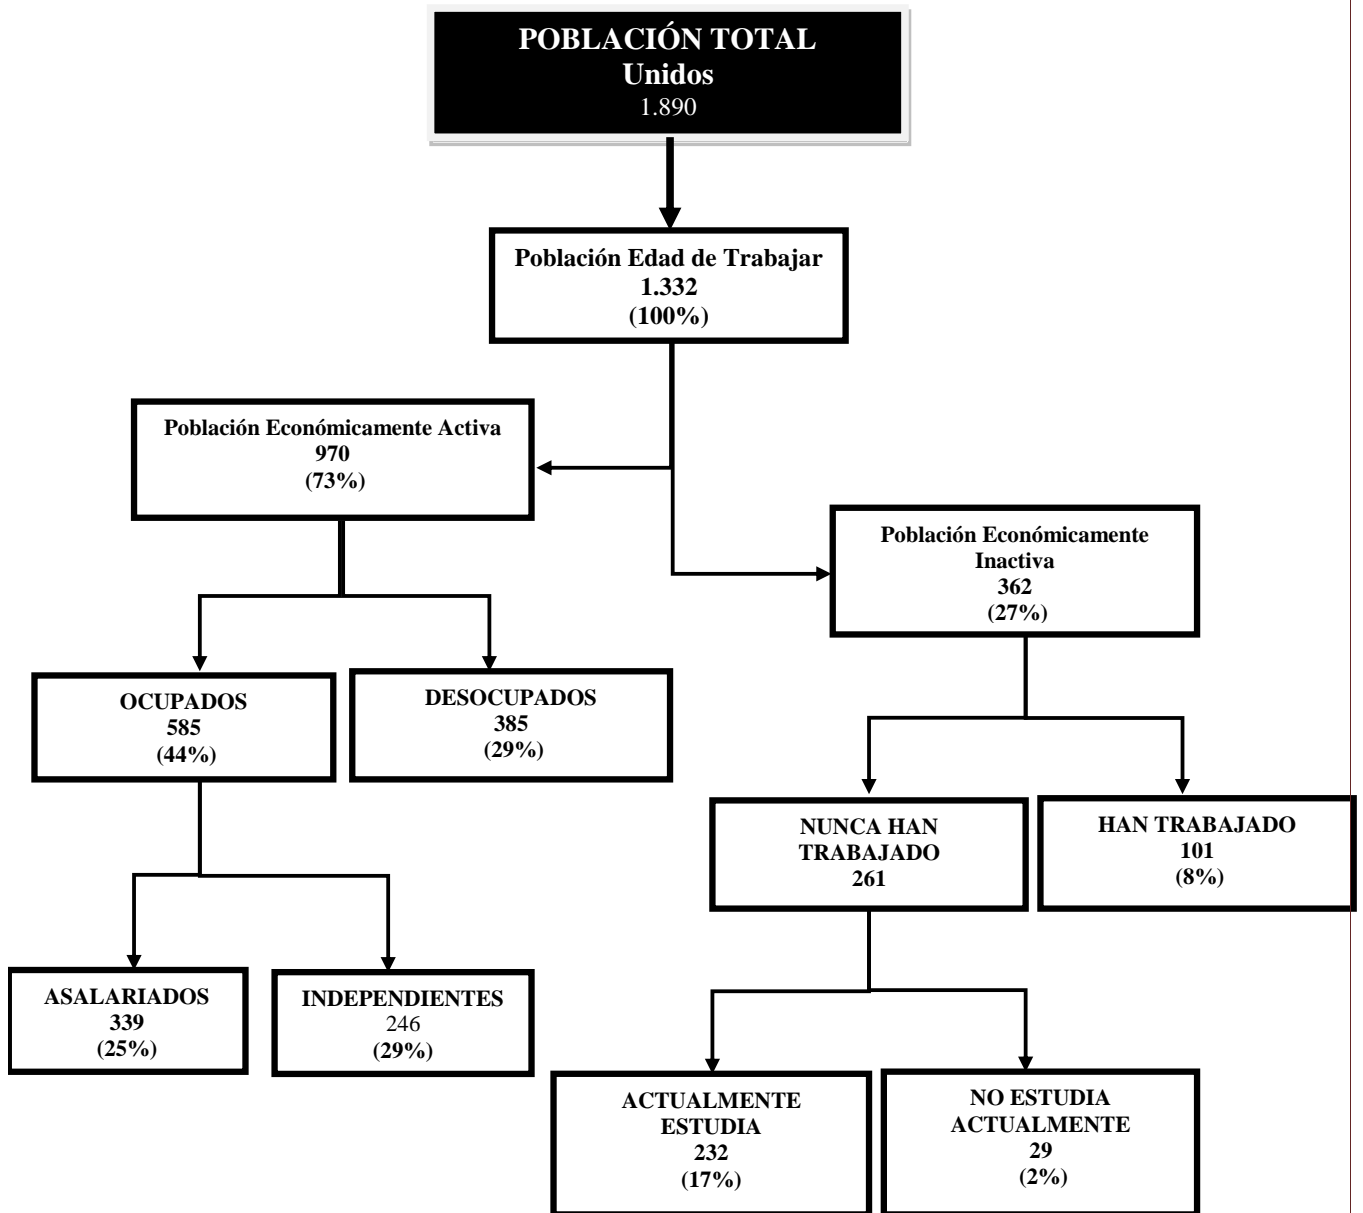 POBLACIÓN TOTAL
Unidos
1.890
Población Edad de Trabajar
1.332
(100%)
Población Económicamente Activa
970
(73%)
Población Económicamente
Inactiva
362
(27%)
OCUPADOS
585
(44%)
DESOCUPADOS
385
(29%)
NUNCA HAN
TRABAJADO
261
HAN TRABAJADO
101
(8%)
ASALARIADOS
339
(25%)
INDEPENDIENTES
246
(29%)
ACTUALMENTE
ESTUDIA
232
(17%)
NO ESTUDIA
ACTUALMENTE
29
(2%)